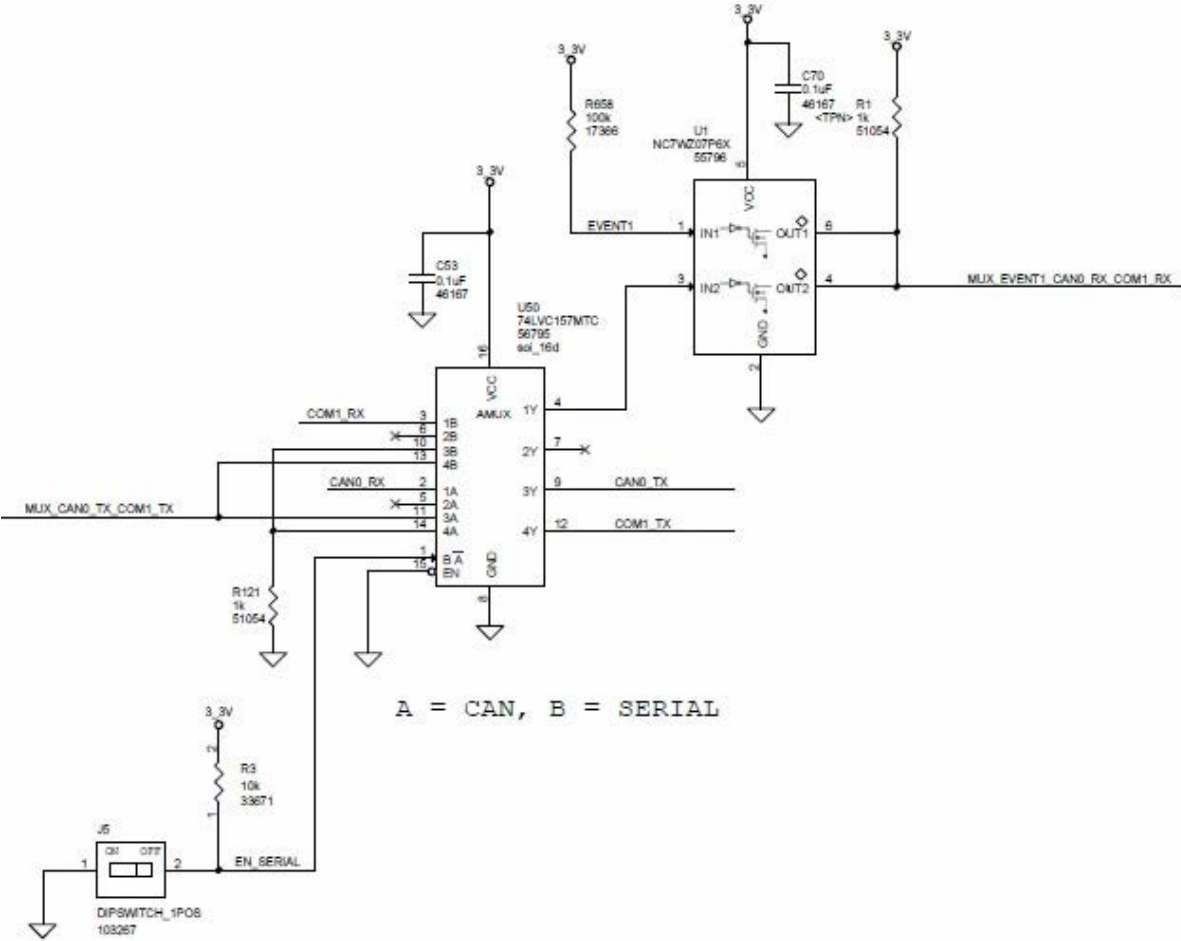 3_3V
3_3V
3_3V
C70
0.1uF
46167
<TPN>
R1
1k
51054
R658
100k
17366
U1
NC7WZ07P6X
55796
5
VCC
3_3V
EVENT1
1
IN1
OUT1
6
3
IN2
OUT2
4
MUX_EVENT1_CAN0_RX_COM1_RX
GND
2
C53
0.1uF
46167
U50
74LVC157MTC
56795
soi_16d
16
VCC
AMUX
COM1_RX
3
1B
6
2B
10
3B
13
4B
1Y
4
2Y
7
CAN0_RX
2
1A
5
2A
11
3A
14
4A
3Y
9
CAN0_TX
MUX_CAN0_TX_COM1_TX
4Y
12
COM1_TX
1
B A
15
EN
GND
8
R121
1k
51054
A = CAN, B = SERIAL
3_3V
2
R3
10k
33671
1
J5
ON OFF
1
2
EN_SERIAL
DIPSWITCH_1POS
103267